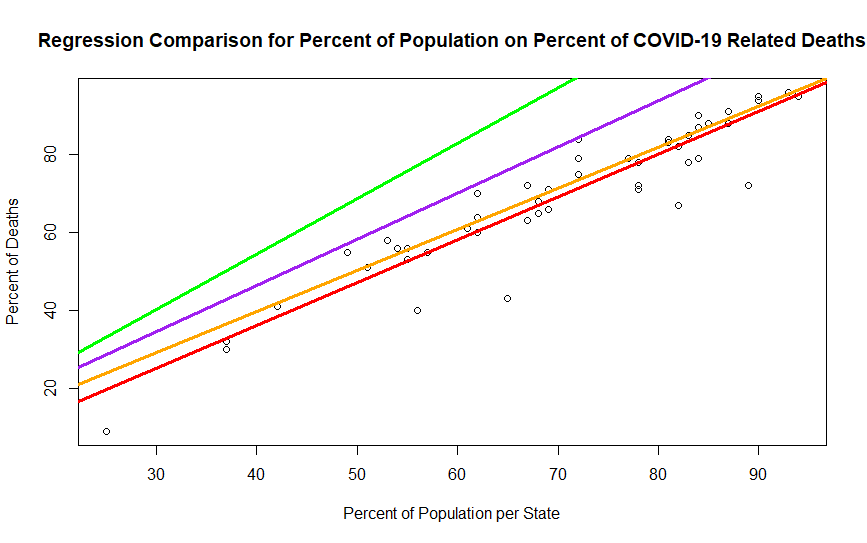 Regression Comparison for Percent of Population on Percent of COVID-19 Related Deaths
80
60
40
20
Percent of Deaths
30 40 50 60 70 80 90
Percent of Population per State